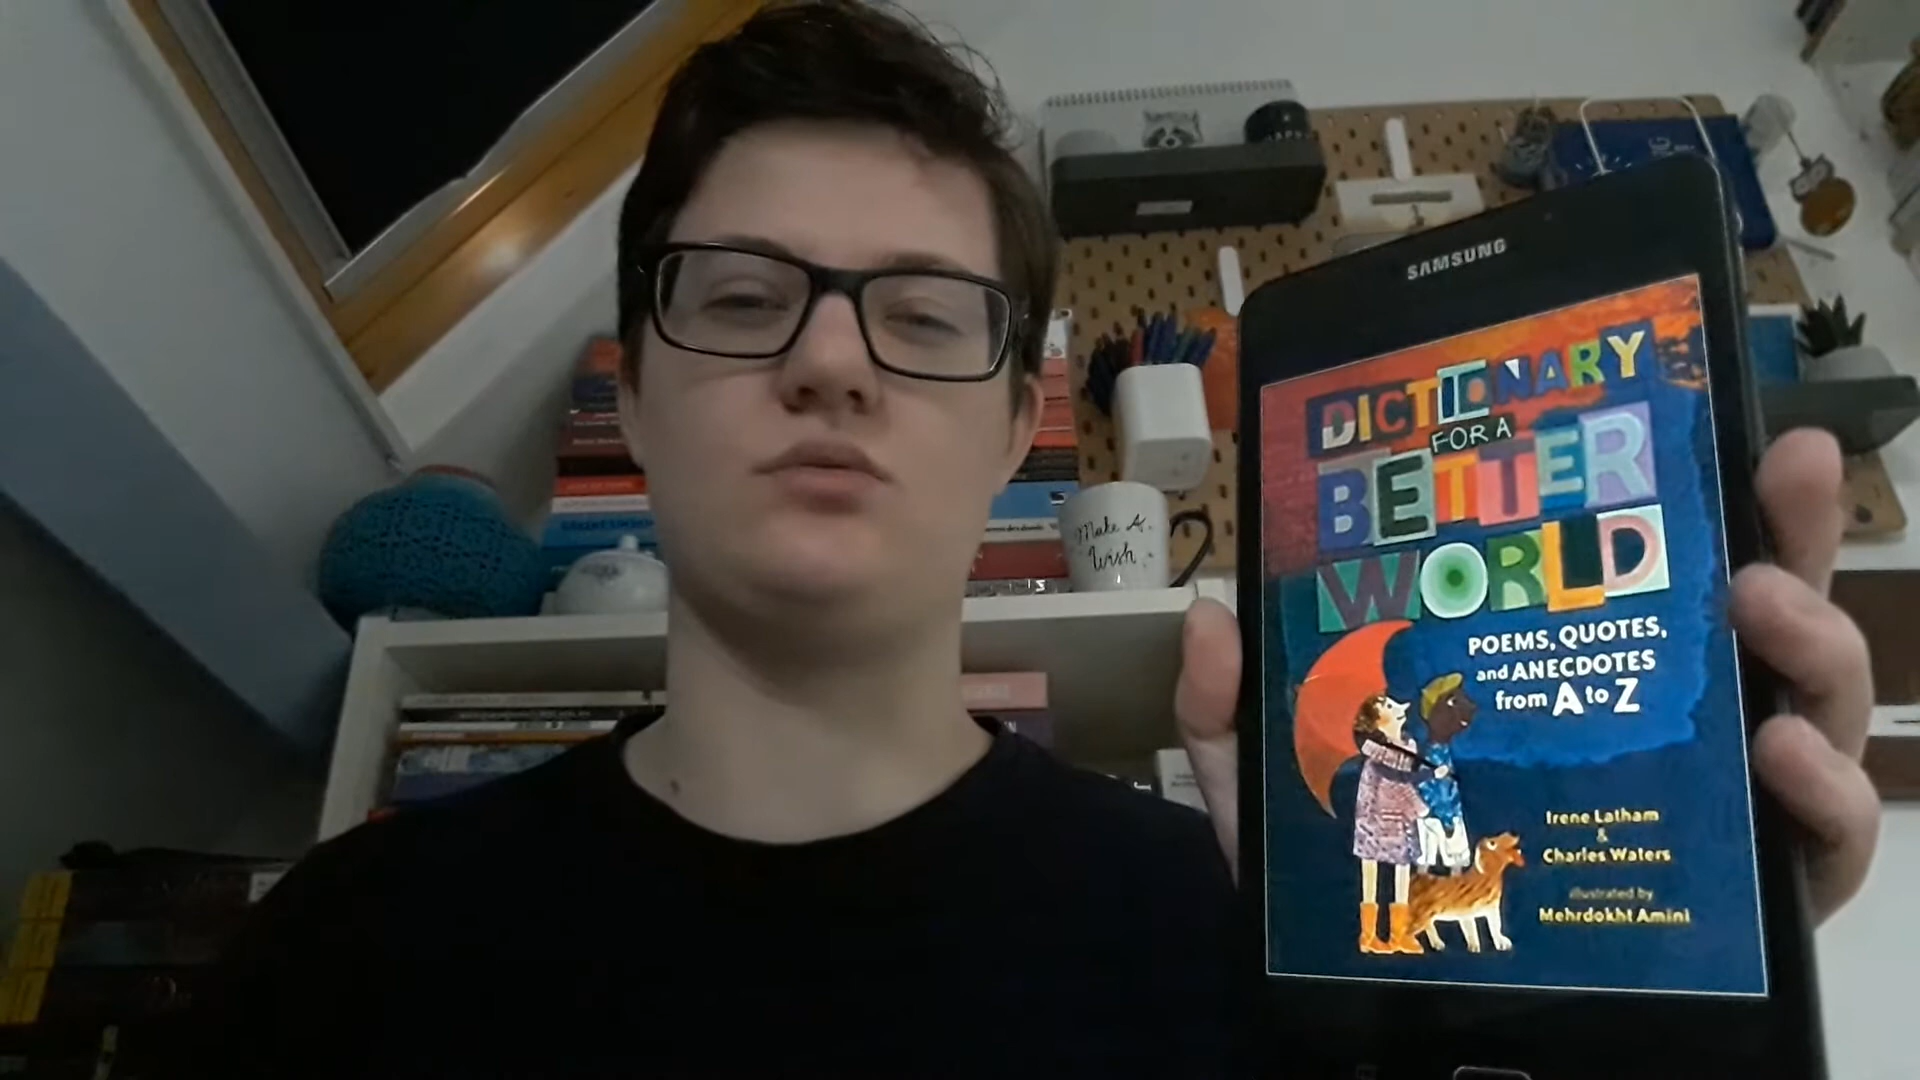 SAMSUNG
DICTIONARY
FOR A
BETTER
WORLD
POEMS, QUOTES,
and ANECDOTES
from A to Z
Irene Latham
&
Charles Waters
illustrated by
Mehrdokht Amini
Make A
Wish